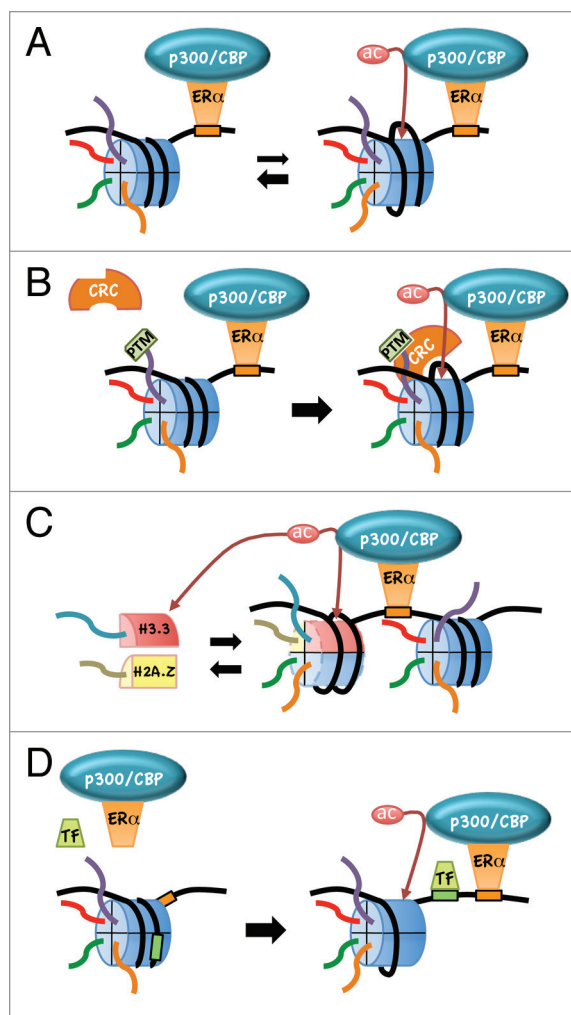 A
p300/CBP
ERα
p300/CBP
ac
ERα
B
CRC
p300/CBP
PTM
ERα
p300/CBP
ac
PTM
CRC
ERα
C
p300/CBP
ac
ERα
H3.3
H2A.Z
D
p300/CBP
ERα
TF
p300/CBP
ac
TF
ERα